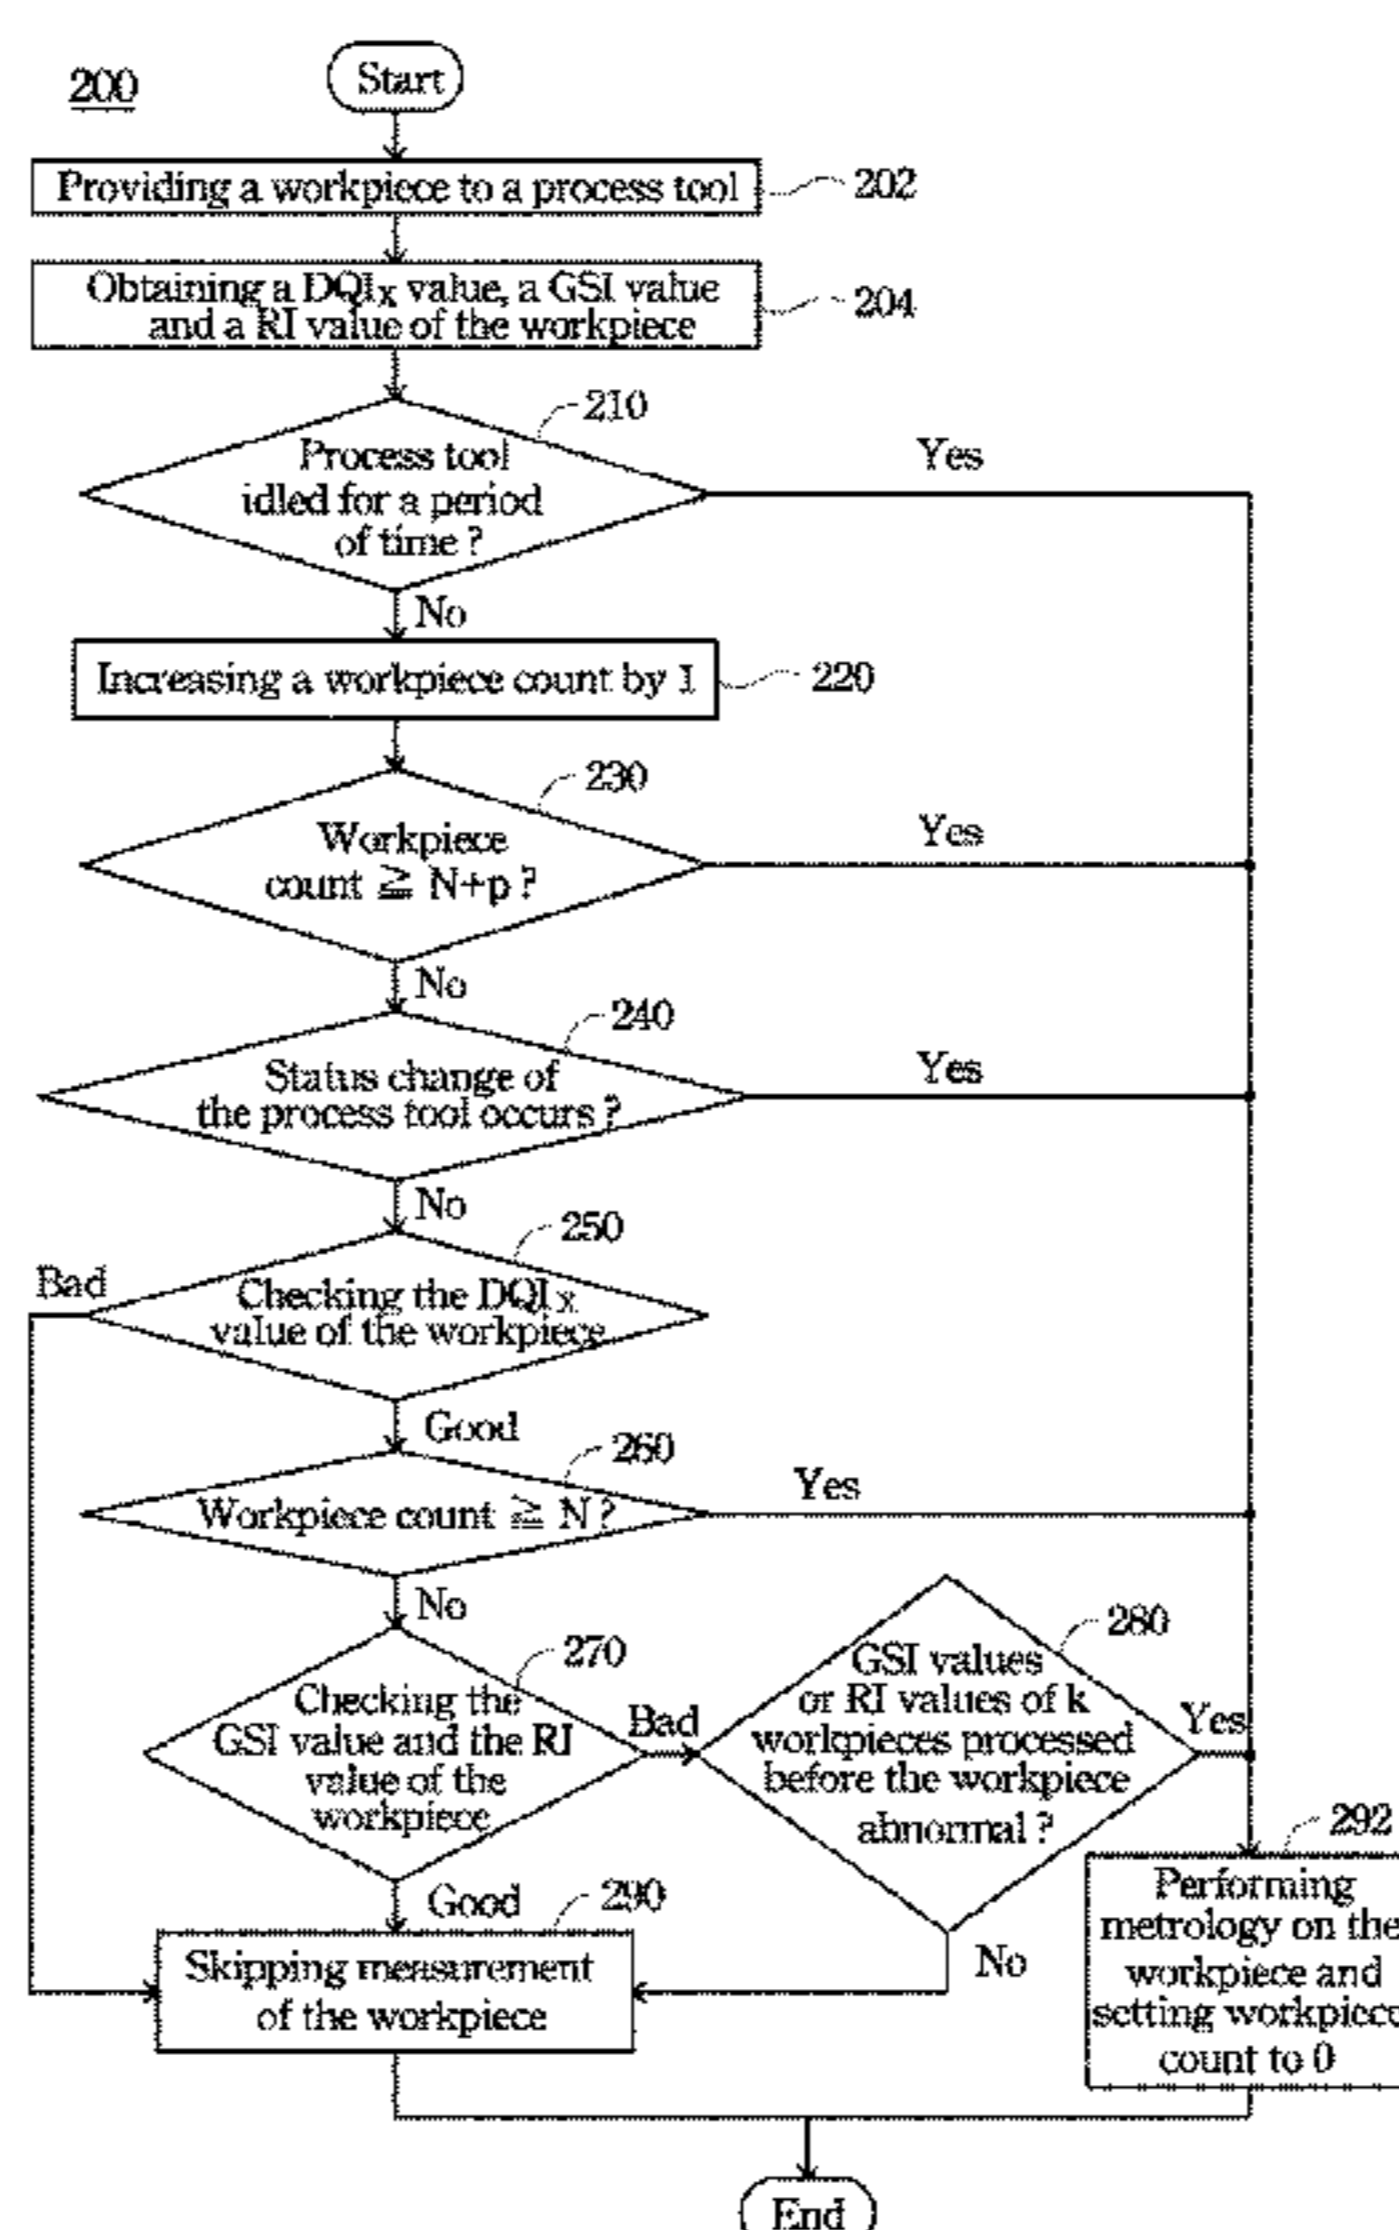 200
Start
Providing a workpiece to a process tool
202
Obtaining a DQIX value, a GSI value
and a RI value of the workpiece
204
210
Process tool
idled for a period
of time ?
Yes
No
Increasing a workpiece count by 1
220
230
Workpiece
count ≧ N+p ?
Yes
No
240
Status change of
the process tool occurs ?
Yes
No
250
Bad
Checking the DQIX
value of the workpiece
Good
260
Workpiece count ≧ N ?
Yes
No
270
Checking the
GSI value and the RI
value of the
workpiece
Bad
280
GSI values
or RI values of k
workpieces processed
before the workpiece
abnormal ?
Yes
No
Good
290
Skipping measurement
of the workpiece
292
Performing
metrology on the
workpiece and
setting workpiece
count to 0
End